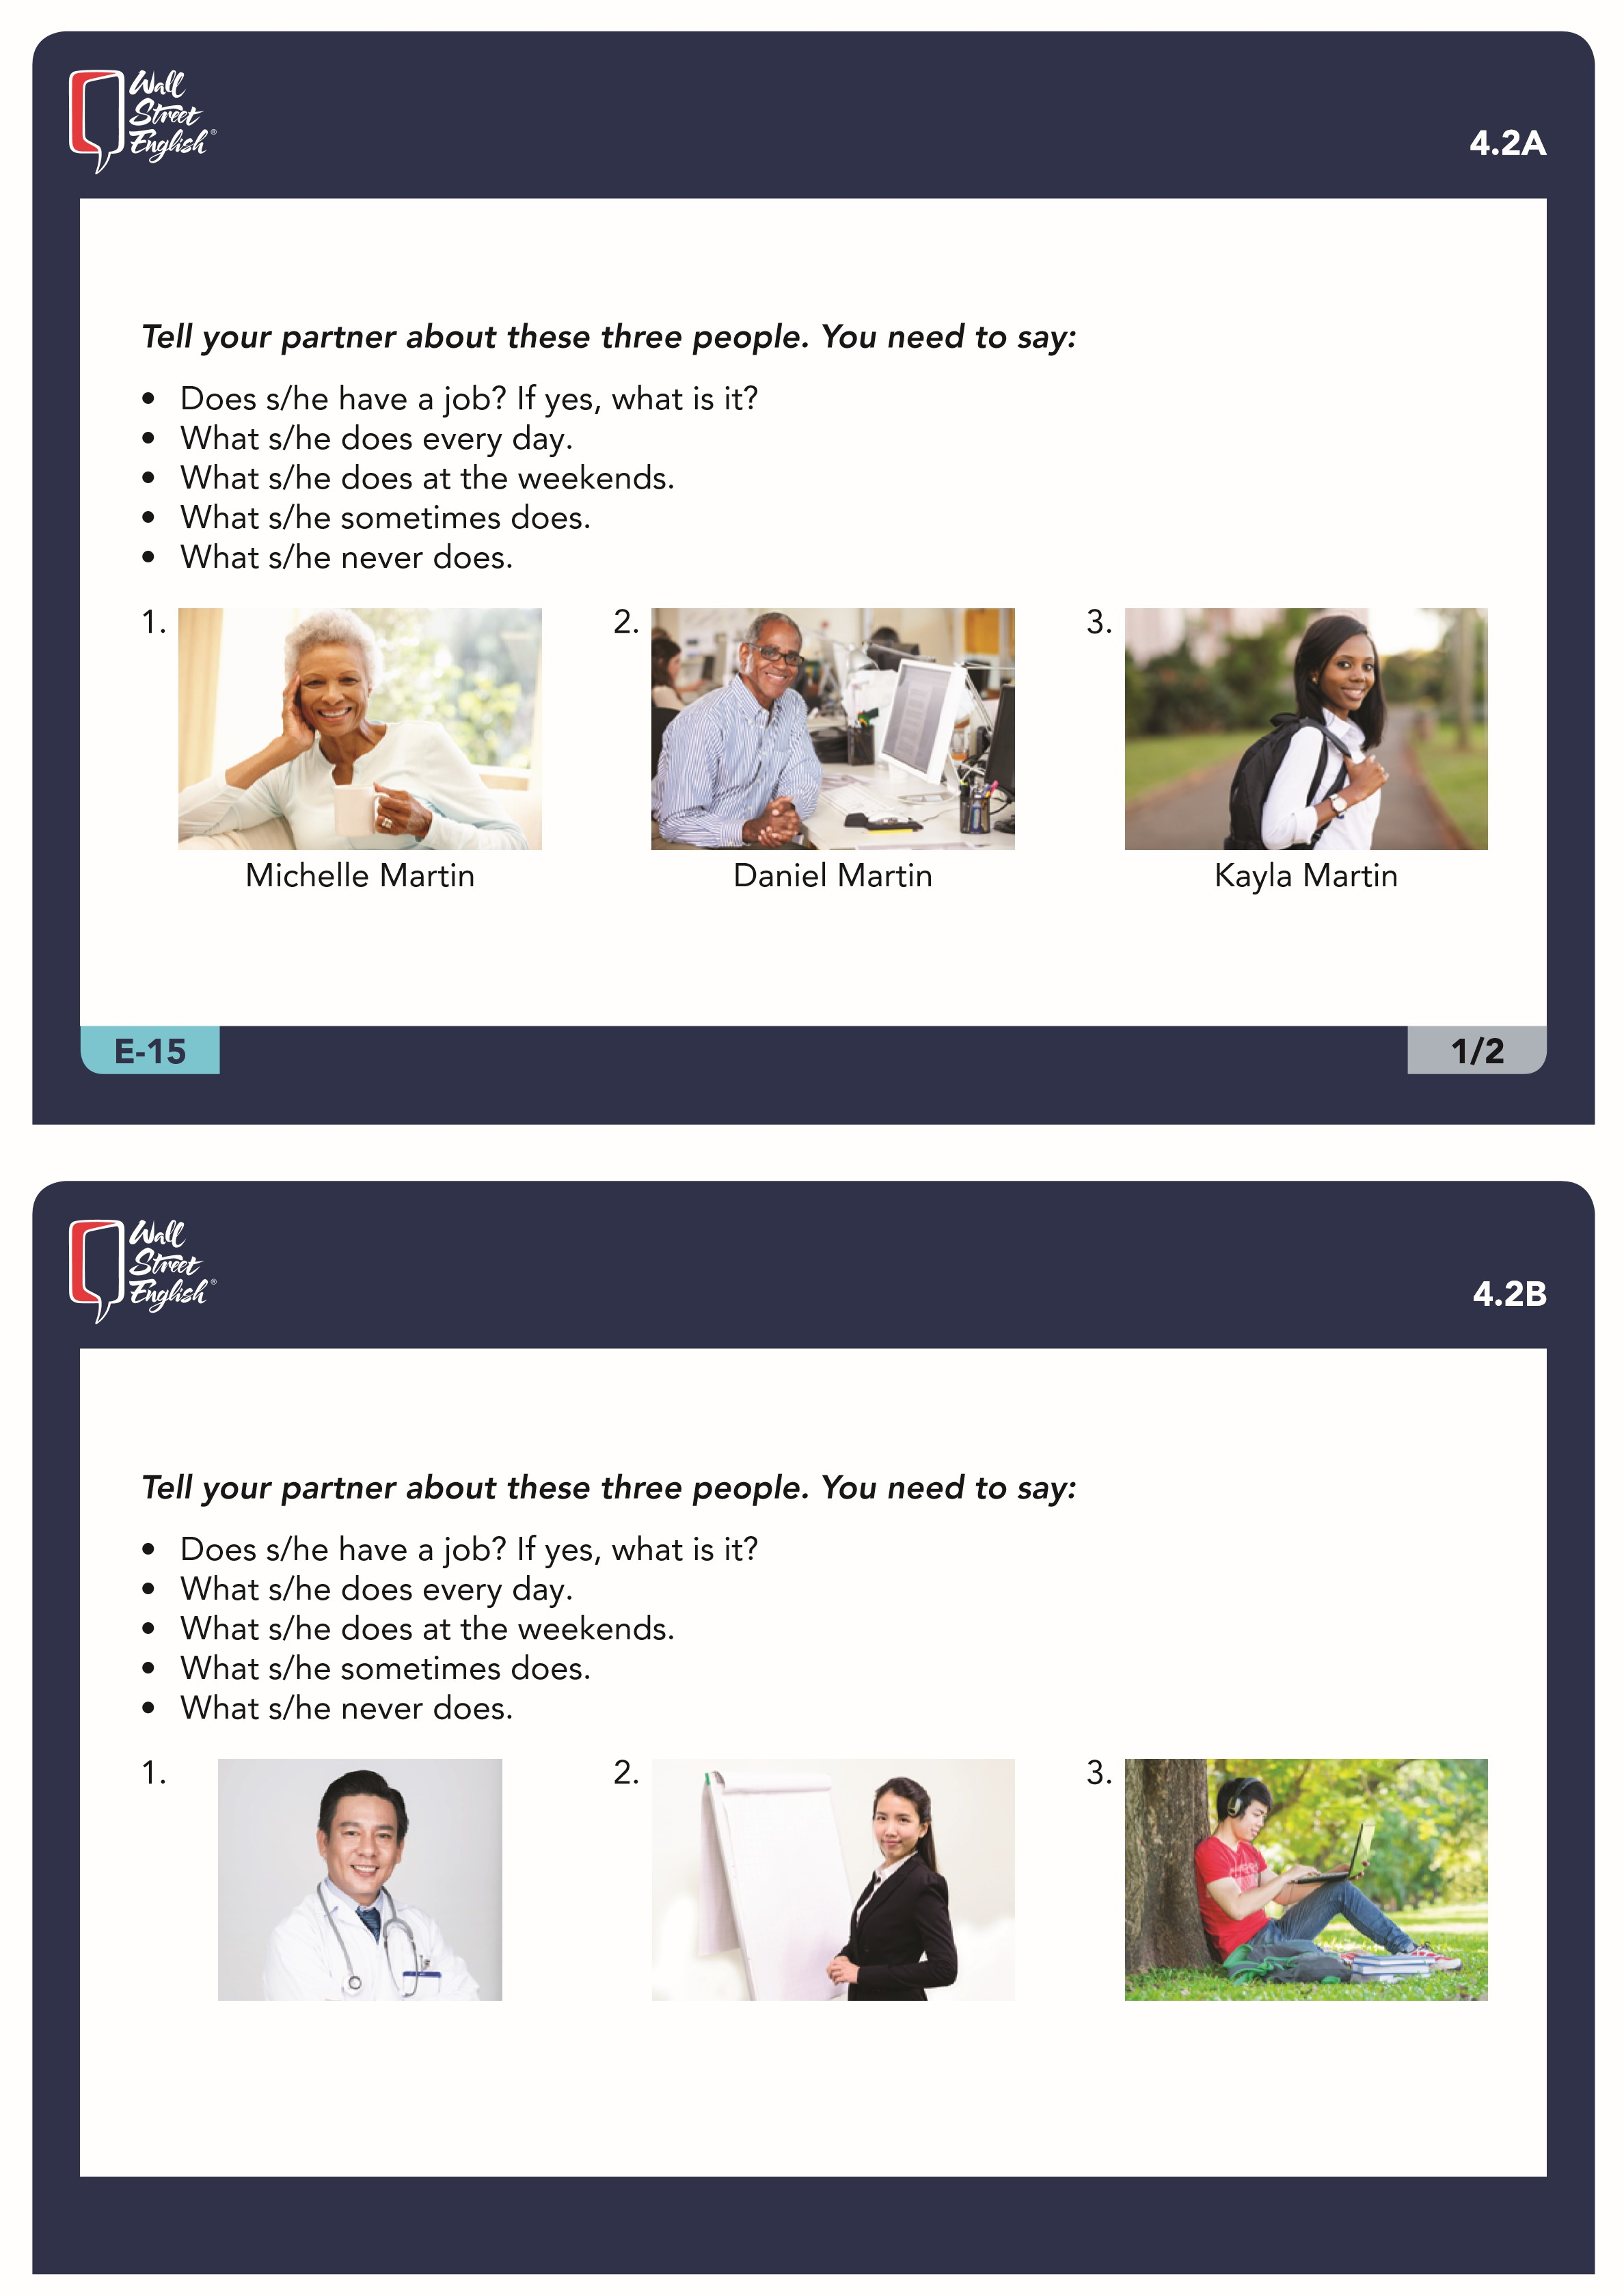 Wall
Street
English®
4.2A
Tell your partner about these three people. You need to say:
• Does s/he have a job? If yes, what is it?
• What s/he does every day.
• What s/he does at the weekends.
• What s/he sometimes does.
• What s/he never does.
1. 2. 3.
Michelle Martin Daniel Martin Kayla Martin
E-15 1/2
Wall
Street
English®
4.2B
Tell your partner about these three people. You need to say:
• Does s/he have a job? If yes, what is it?
• What s/he does every day.
• What s/he does at the weekends.
• What s/he sometimes does.
• What s/he never does.
1. 2. 3.